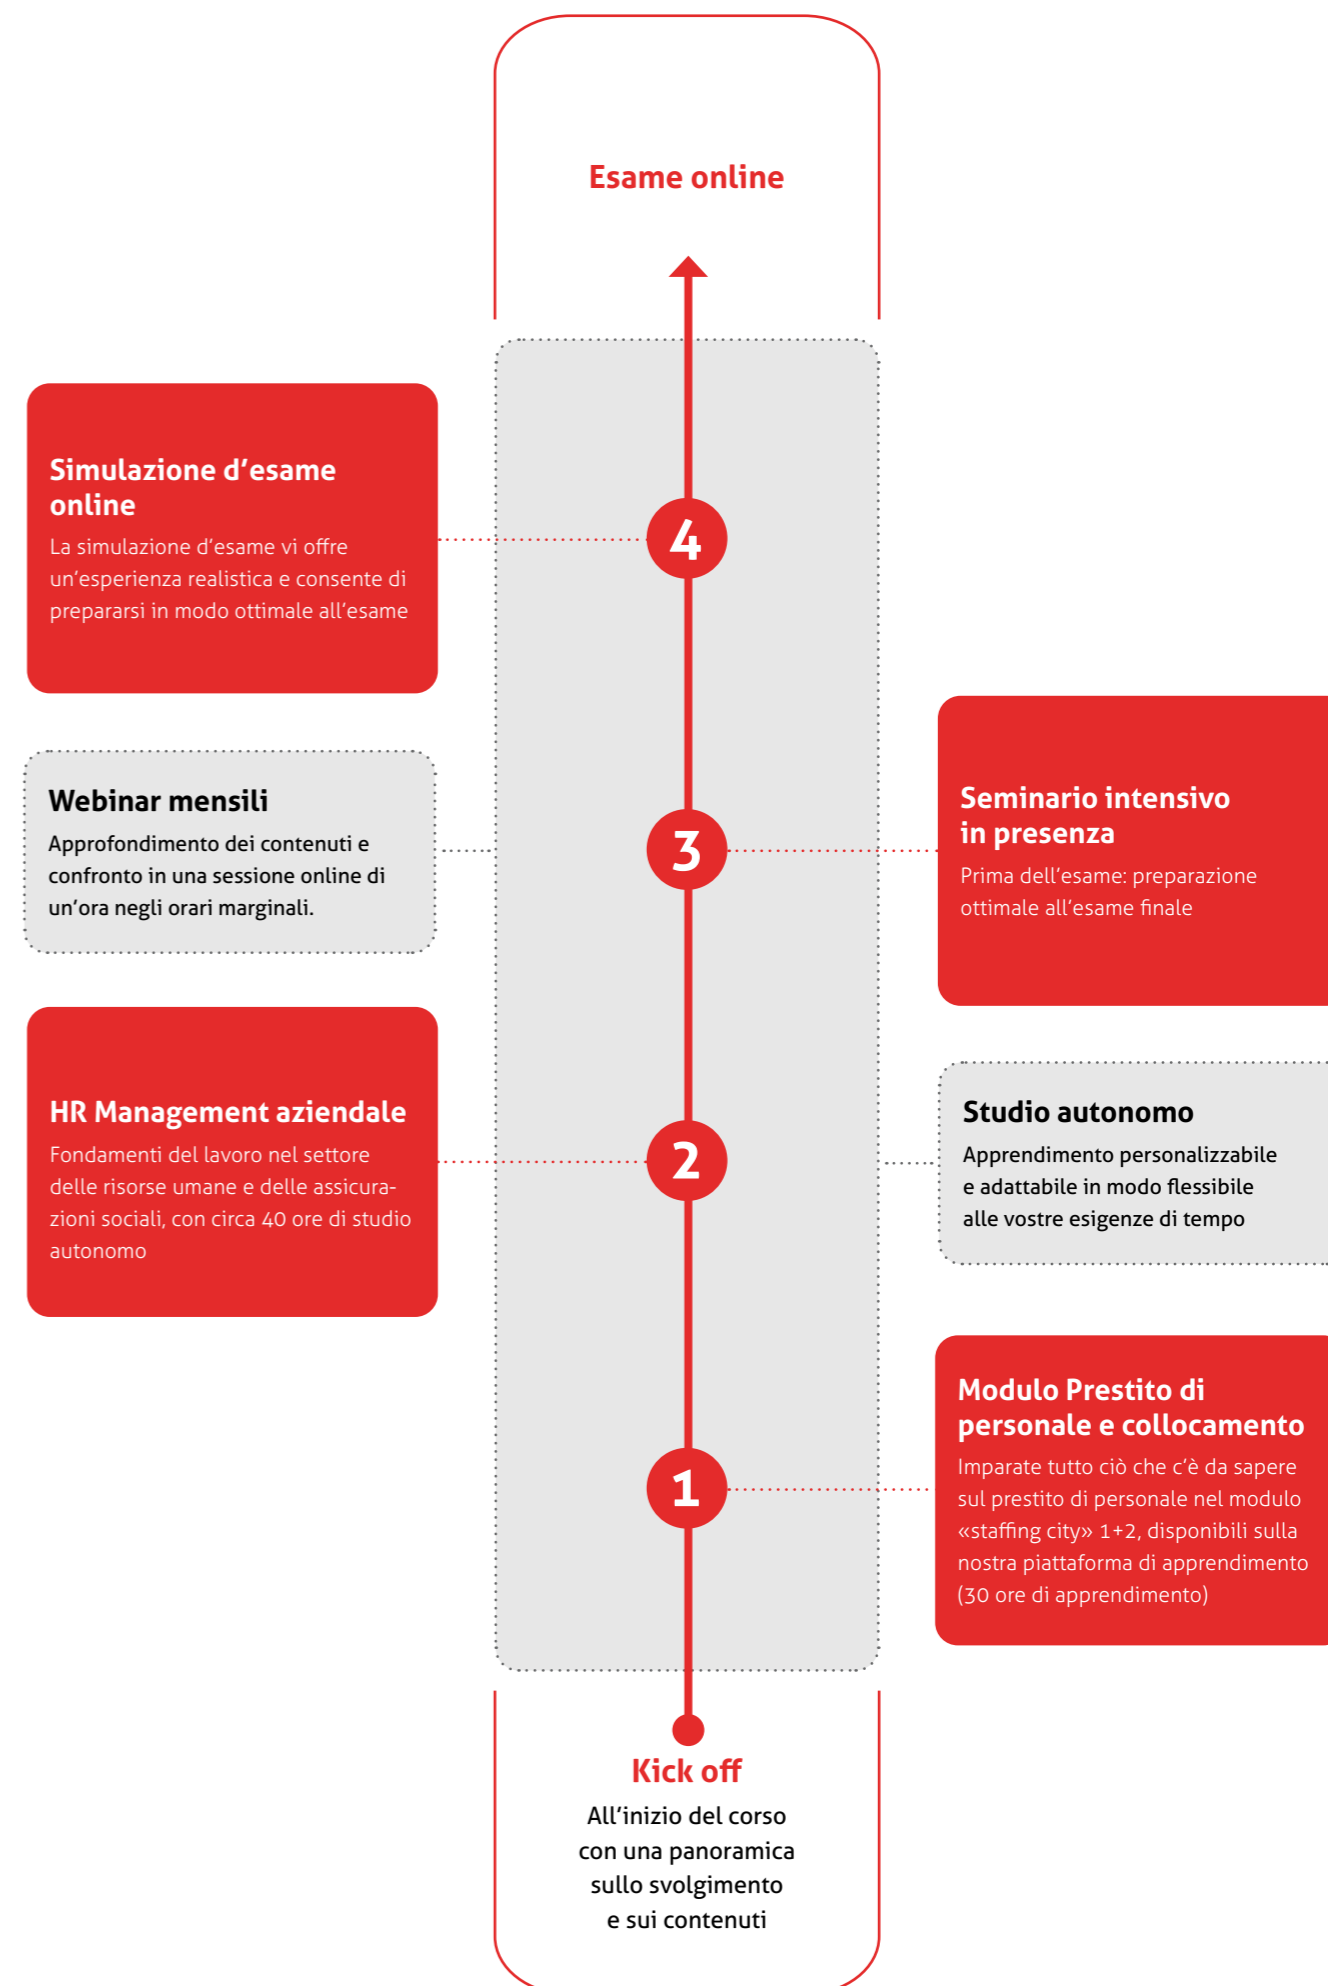 Esame online
Simulazione d’esame
online
La simulazione d’esame vi offre
un’esperienza realistica e consente di
prepararsi in modo ottimale all’esame
4
Webinar mensili
Approfondimento dei contenuti e
confronto in una sessione online di
un’ora negli orari marginali.
3
Seminario intensivo
in presenza
Prima dell’esame: preparazione
ottimale all’esame finale
HR Management aziendale
Fondamenti del lavoro nel settore
delle risorse umane e delle assicura-
zioni sociali, con circa 40 ore di studio
autonomo
2
Studio autonomo
Apprendimento personalizzabile
e adattabile in modo flessibile
alle vostre esigenze di tempo
1
Modulo Prestito di
personale e collocamento
Imparate tutto ciò che c’è da sapere
sul prestito di personale nel modulo
«staffing city» 1+2, disponibili sulla
nostra piattaforma di apprendimento
(30 ore di apprendimento)
Kick off
All’inizio del corso
con una panoramica
sullo svolgimento
e sui contenuti